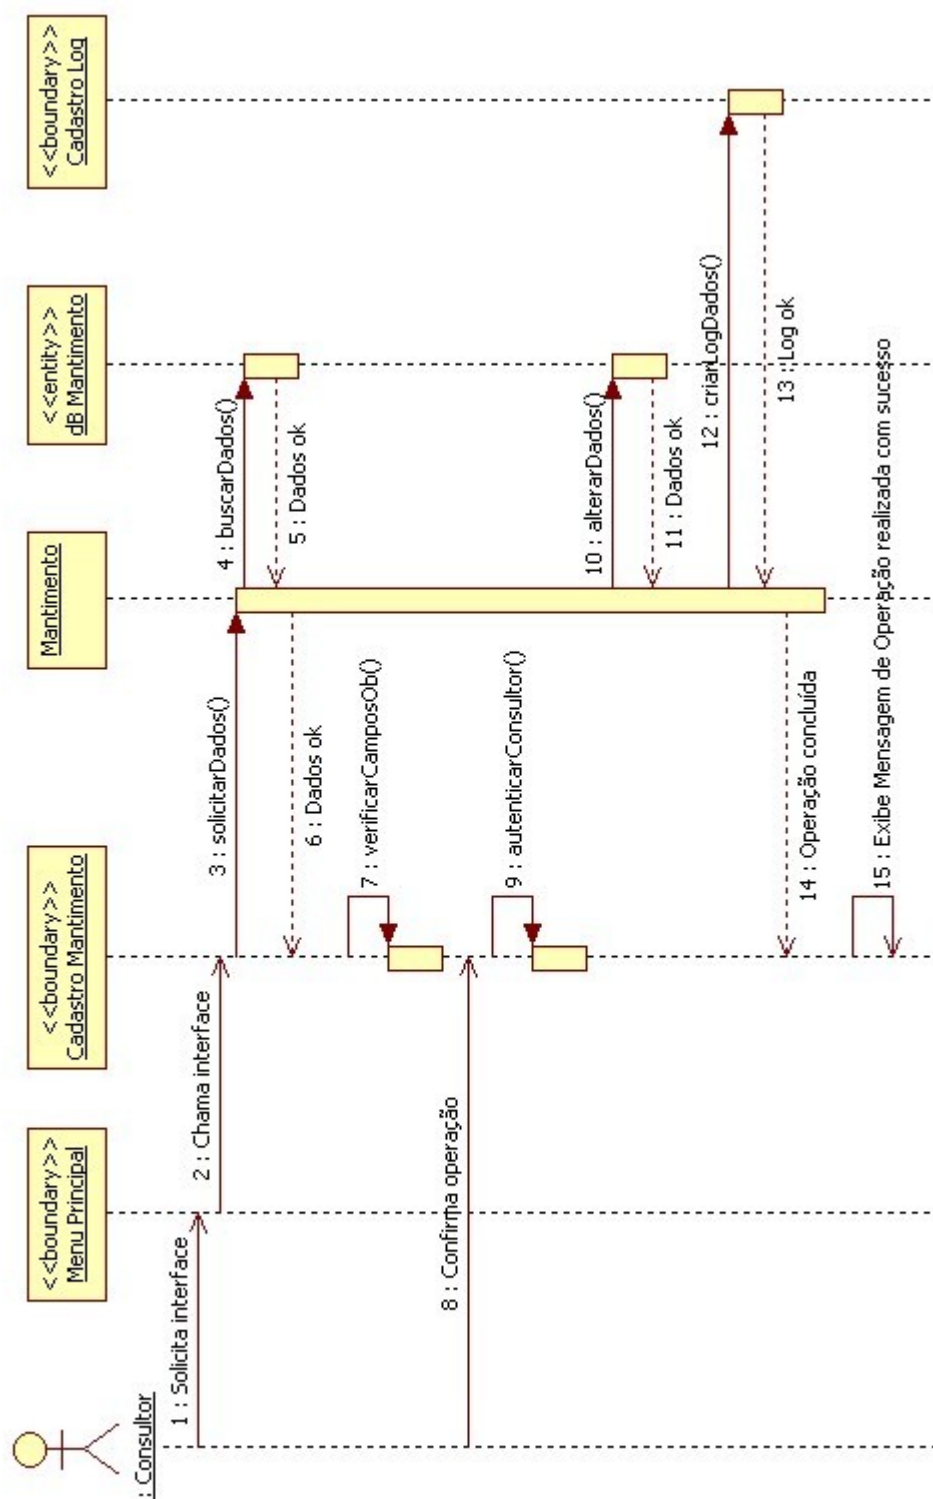 : Consultor
<<boundary>>
Menu Principal
<<boundary>>
Cadastro Mantimento
Mantimento
<<entity>>
dB Mantimento
<<boundary>>
Cadastro Log
1 : Solicita interface
2 : Chama interface
3 : solicitarDados()
4 : buscarDados()
5 : Dados ok
6 : Dados ok
7 : verificarCamposOb()
8 : Confirma operação
9 : autenticarConsultor()
10 : alterarDados()
11 : Dados ok
12 : criarLogDados()
13 : Log ok
14 : Operação concluída
15 : Exibe Mensagem de Operação realizada com sucesso